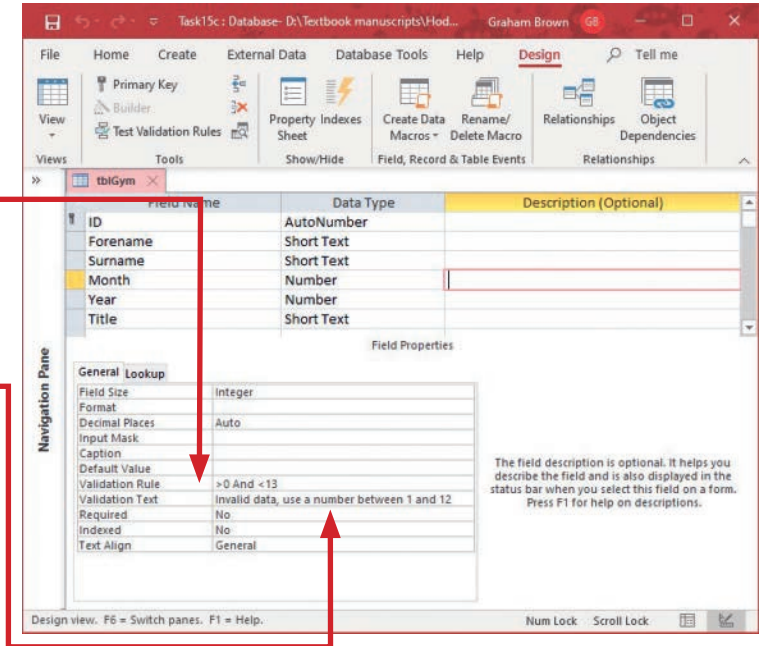 Task15c : Database- D:\Textbook manuscripts\Hod... Graham Brown GB
File Home Create External Data Database Tools Help Design Tell me
View
Primary Key
Builder
Test Validation Rules
Property Sheet
Indexes
Create Data Macros
Rename/ Delete Macro
Relationships
Object Dependencies
Views Tools Show/Hide Field, Record & Table Events Relationships
» tblGym
Field Name Data Type Description (Optional)
ID AutoNumber
Forename Short Text
Surname Short Text
Month Number
Year Number
Title Short Text
Field Properties
Navigation Pane
General Lookup
Field Size Integer
Format
Decimal Places Auto
Input Mask
Caption
Default Value
Validation Rule >0 And <13
Validation Text Invalid data, use a number between 1 and 12
Required No
Indexed No
Text Align General
The field description is optional. It helps you
describe the field and is also displayed in the
status bar when you select this field on a form.
Press F1 for help on descriptions.
Design view. F6 = Switch panes. F1 = Help. Num Lock Scroll Lock